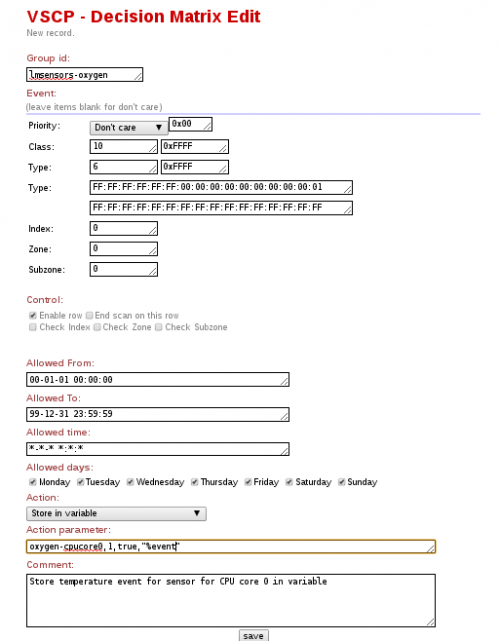 VSCP - Decision Matrix Edit
New record.
Group id:
lmsensors-oxygen
Event:
(leave items blank for don't care)
Priority: Don't care 0x00
Class: 10 0xFFFF
Type: 6 0xFFFF
Type: FF:FF:FF:FF:FF:FF:00:00:00:00:00:00:00:00:00:01
FF:FF:FF:FF:FF:FF:FF:FF:FF:FF:FF:FF:FF:FF:FF:FF
Index: 0
Zone: 0
Subzone: 0
Control:
Enable row End scan on this row
Check Index Check Zone Check Subzone
Allowed From:
00-01-01 00:00:00
Allowed To:
99-12-31 23:59:59
Allowed time:
*-*-* *:*:*
Allowed days:
Monday Tuesday Wednesday Thursday Friday Saturday Sunday
Action:
Store in variable
Action parameter:
oxygen-cpucore0,1,true,"%event"
Comment:
Store temperature event for sensor for CPU core 0 in variable
save